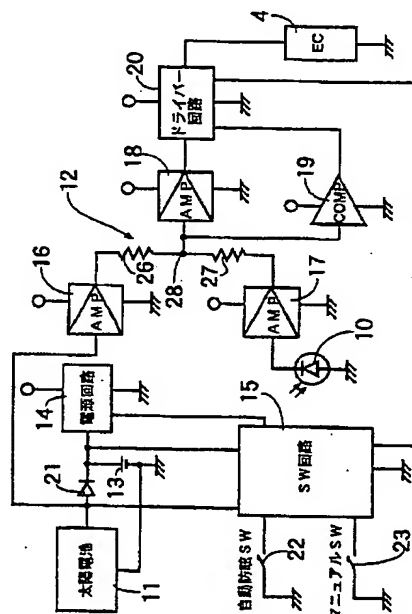 4
EC
20
ドライバー
回路
18
AMP
12
19
COMP
16
AMP
26
28
27
17
AMP
10
14
電源回路
21
13
太陽電池
11
15
SW回路
自動防眩SW
22
マニュアルSW
23